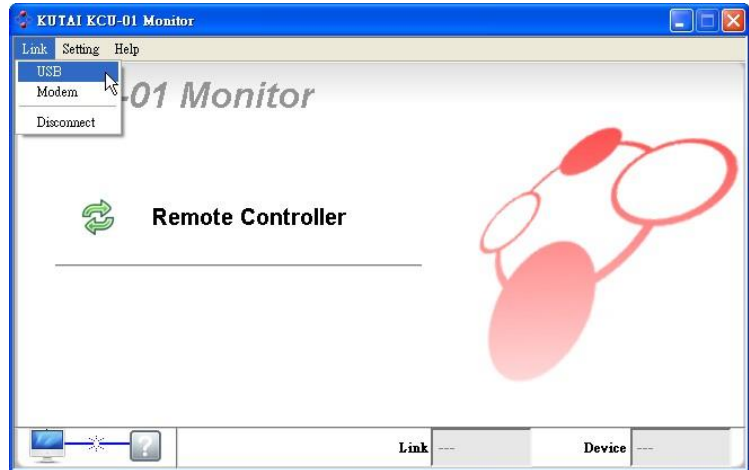 KUTAI KCU-01 Monitor
Link Setting Help
USB
Modem
Disconnect
-01 Monitor
Remote Controller
?
Link --- Device ---